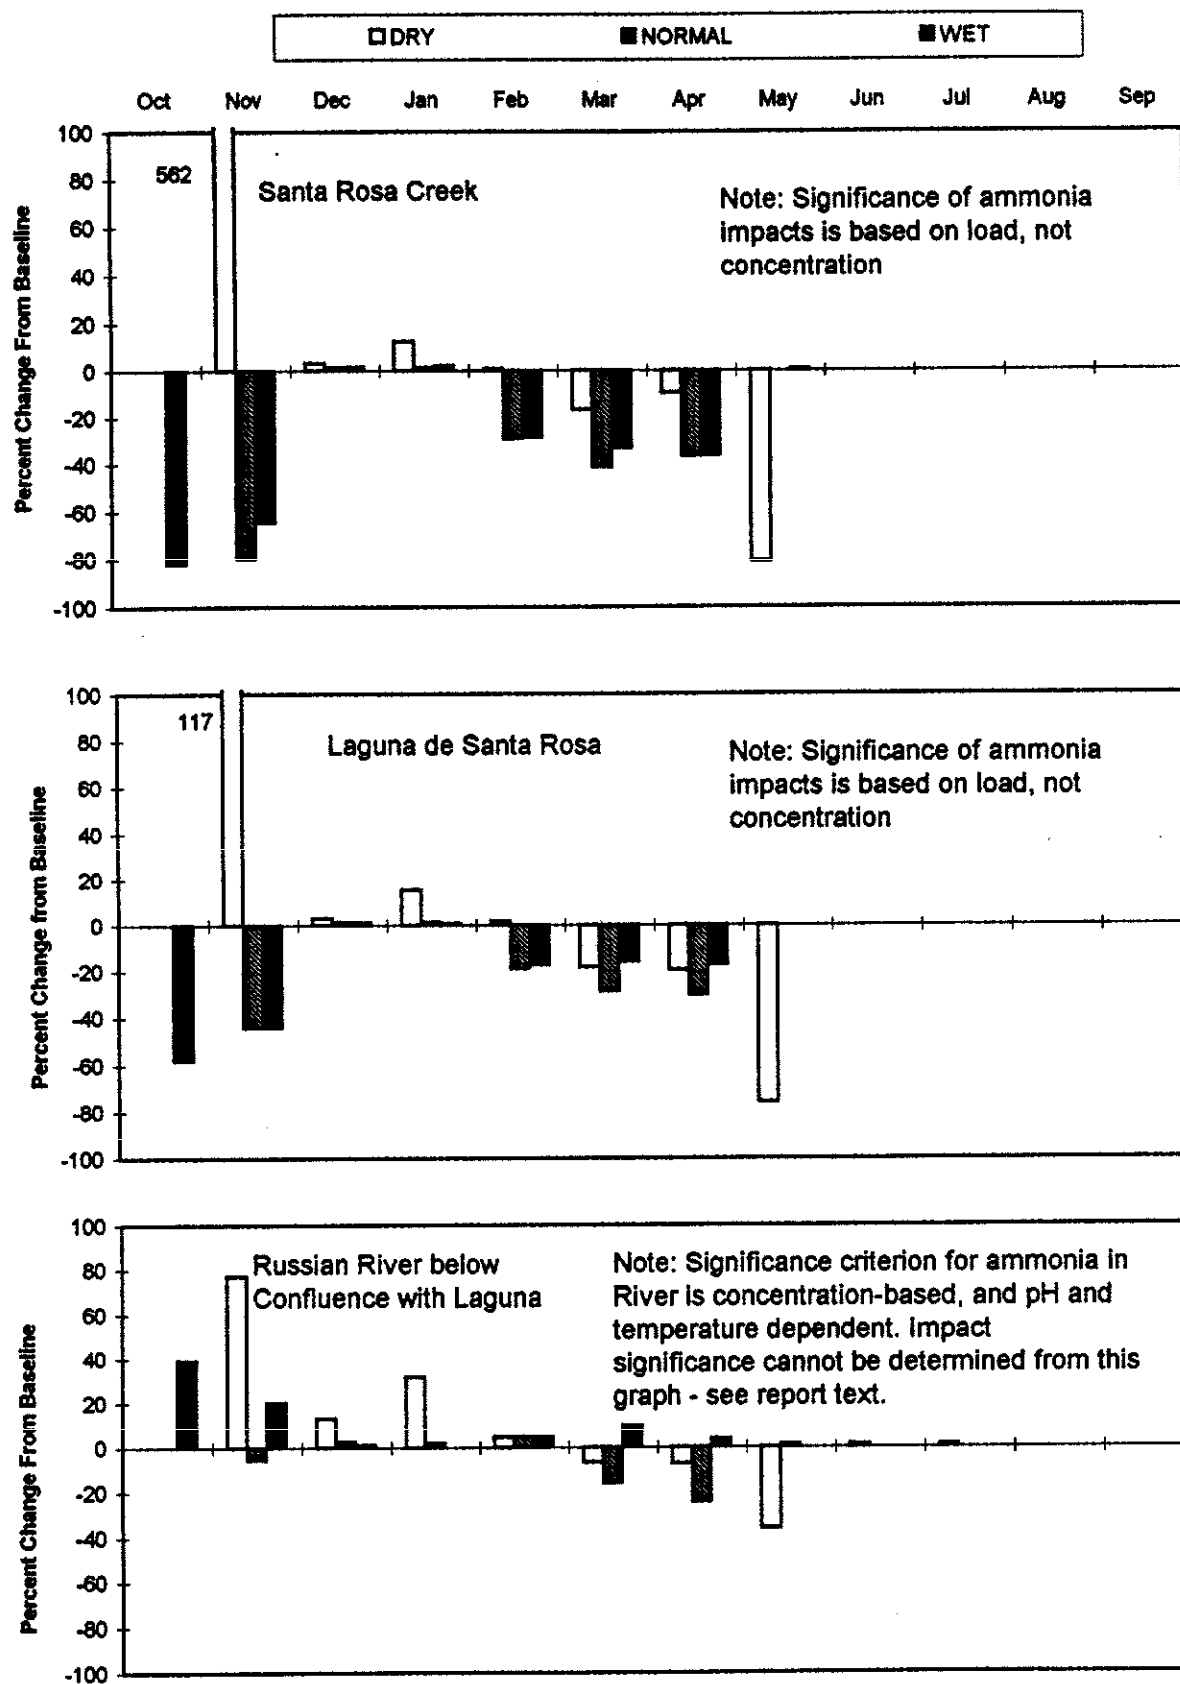 DRY NORMAL WET
Oct Nov Dec Jan Feb Mar Apr May Jun Jul Aug Sep
Percent Change From Baseline
100
80
60
40
20
0
-20
-40
-60
-80
-100
562
Santa Rosa Creek
Note: Significance of ammonia
impacts is based on load, not
concentration
Percent Change from Baseline
100
80
60
40
20
0
-20
-40
-60
-80
-100
117
Laguna de Santa Rosa
Note: Significance of ammonia
impacts is based on load, not
concentration
Percent Change From Baseline
100
80
60
40
20
0
-20
-40
-60
-80
-100
Russian River below
Confluence with Laguna
Note: Significance criterion for ammonia in
River is concentration-based, and pH and
temperature dependent. Impact
significance cannot be determined from this
graph - see report text.